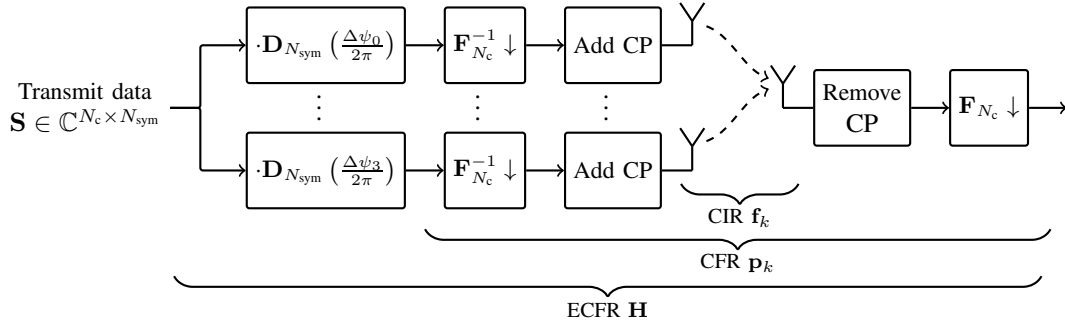 ·D_{N_sym} (Δψ_0/2π)
F_{N_c}^{-1} ↓
Add CP
Transmit data
S ∈ ℂ^{N_c×N_sym}
⋮ ⋮ ⋮
Remove
CP
F_{N_c} ↓
·D_{N_sym} (Δψ_3/2π)
F_{N_c}^{-1} ↓
Add CP
CIR f_k
CFR p_k
ECFR H